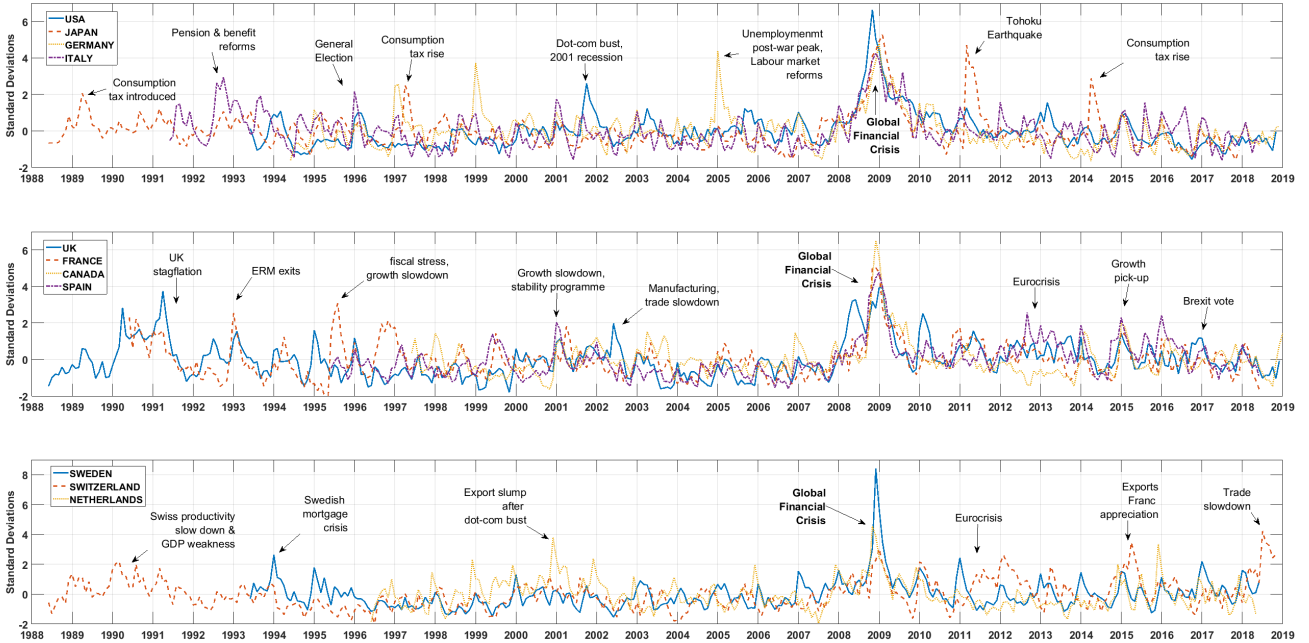 USA
JAPAN
GERMANY
ITALY
Standard Deviations
6
4
2
0
-2
Consumption
tax introduced
Pension & benefit
reforms
General
Election
Consumption
tax rise
Dot-com bust,
2001 recession
Unemploymenmt
post-war peak,
Labour market
reforms
Global
Financial
Crisis
Tohoku
Earthquake
Consumption
tax rise
1988 1989 1990 1991 1992 1993 1994 1995 1996 1997 1998 1999 2000 2001 2002 2003 2004 2005 2006 2007 2008 2009 2010 2011 2012 2013 2014 2015 2016 2017 2018 2019
UK
FRANCE
CANADA
SPAIN
Standard Deviations
6
4
2
0
-2
UK
stagflation
ERM exits
fiscal stress,
growth slowdown
Growth slowdown,
stability programme
Manufacturing,
trade slowdown
Global
Financial
Crisis
Eurocrisis
Growth
pick-up
Brexit vote
1988 1989 1990 1991 1992 1993 1994 1995 1996 1997 1998 1999 2000 2001 2002 2003 2004 2005 2006 2007 2008 2009 2010 2011 2012 2013 2014 2015 2016 2017 2018 2019
SWEDEN
SWITZERLAND
NETHERLANDS
Standard Deviations
8
6
4
2
0
-2
Swiss productivity
slow down &
GDP weakness
Swedish
mortgage
crisis
Export slump
after
dot-com bust
Global
Financial
Crisis
Eurocrisis
Exports
Franc
appreciation
Trade
slowdown
1988 1989 1990 1991 1992 1993 1994 1995 1996 1997 1998 1999 2000 2001 2002 2003 2004 2005 2006 2007 2008 2009 2010 2011 2012 2013 2014 2015 2016 2017 2018 2019